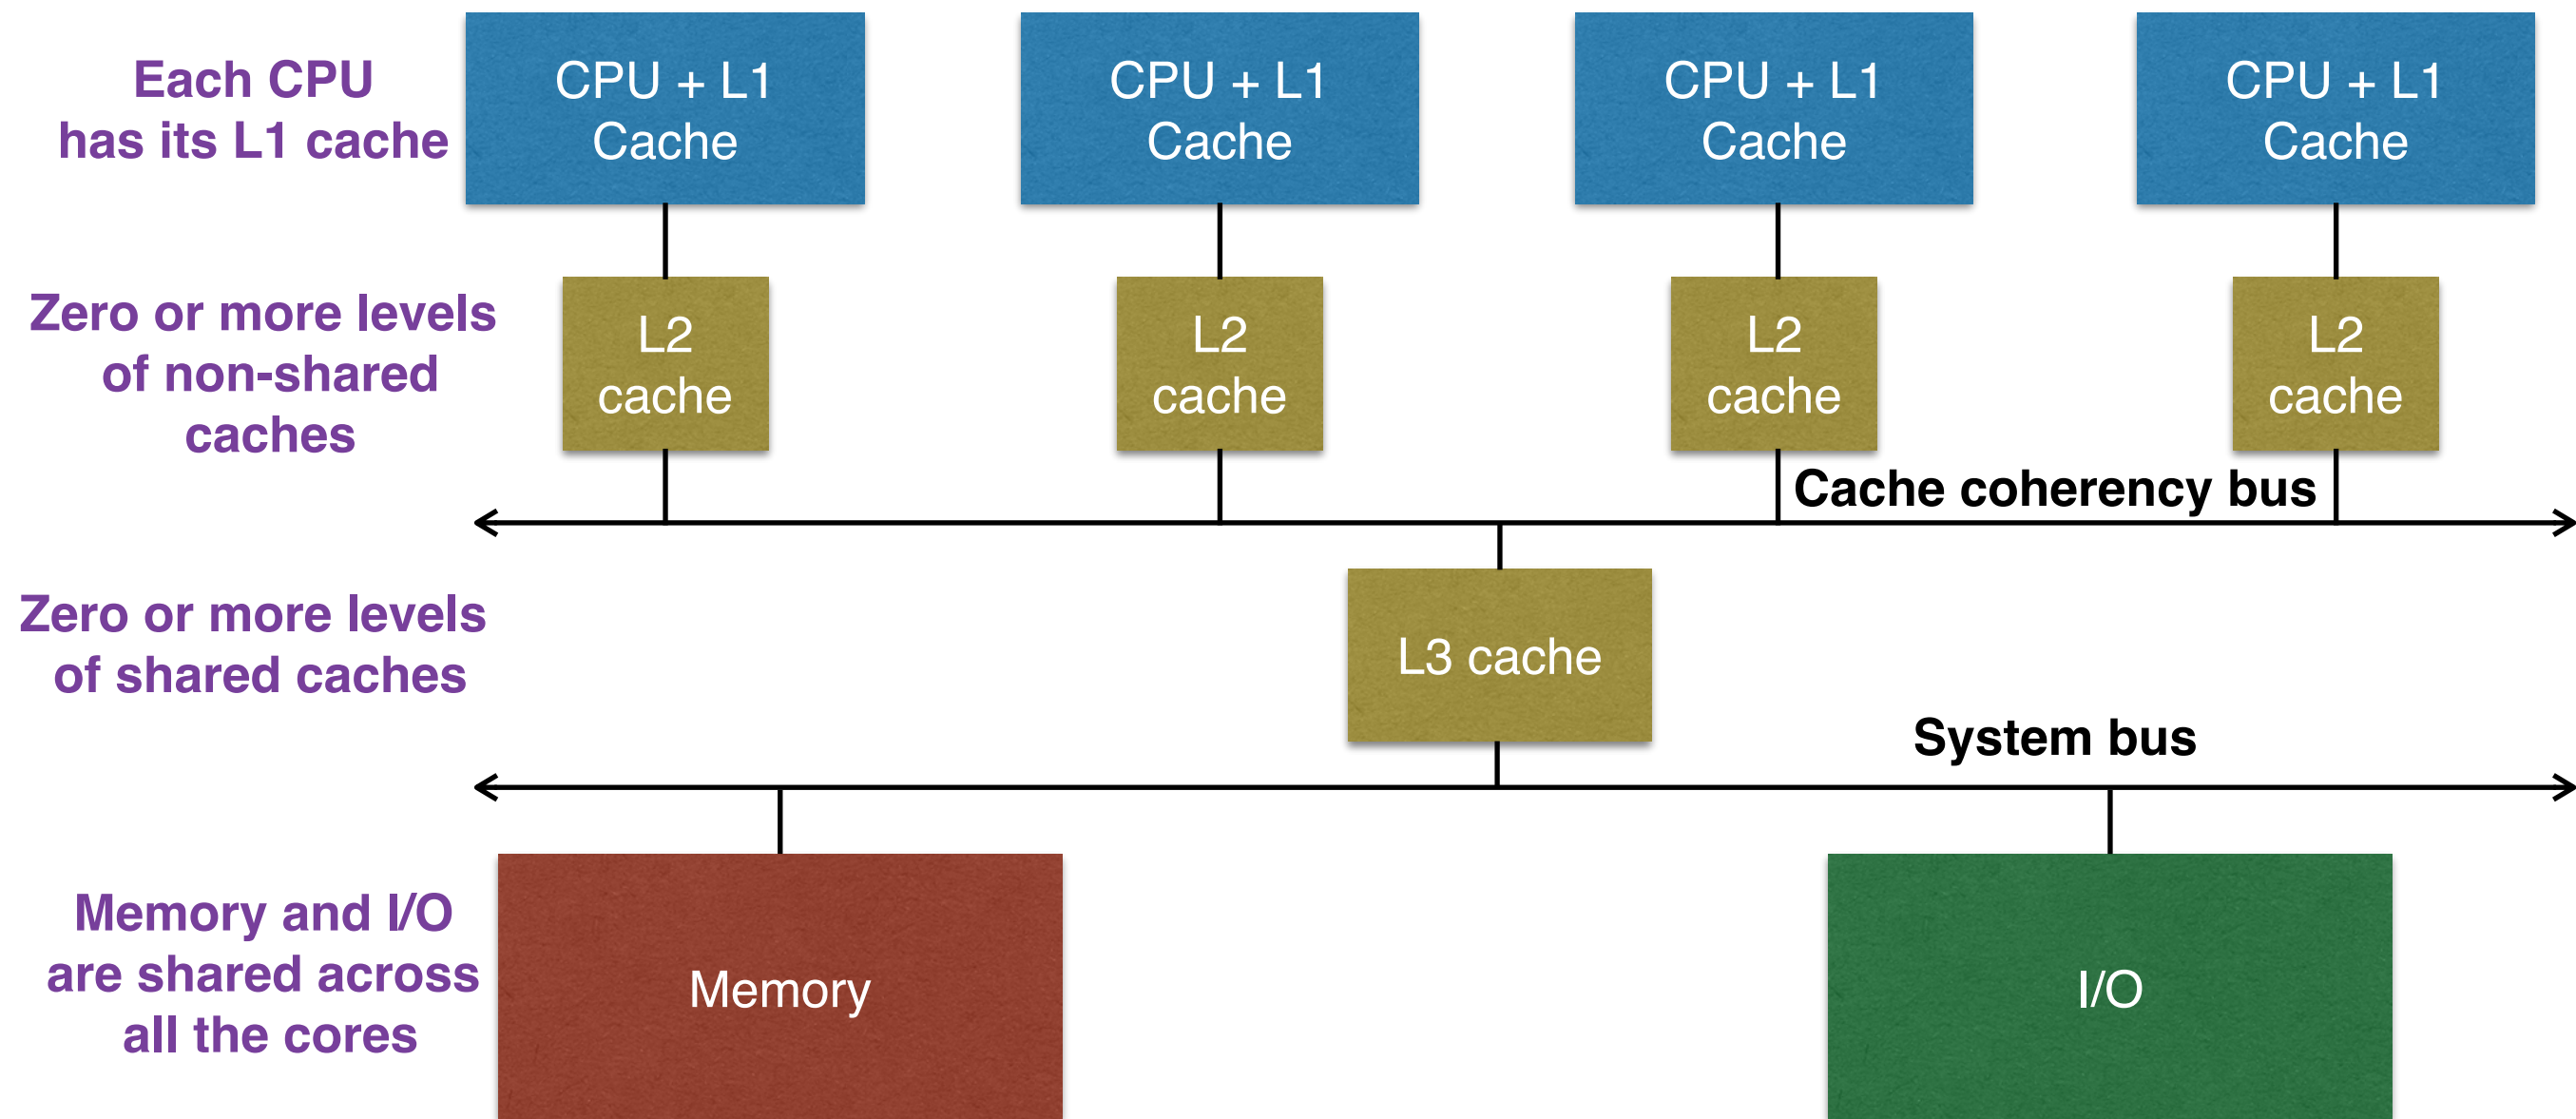 Each CPU
has its L1 cache
CPU + L1
Cache
CPU + L1
Cache
CPU + L1
Cache
CPU + L1
Cache
Zero or more levels
of non-shared
caches
L2
cache
L2
cache
L2
cache
L2
cache
Cache coherency bus
Zero or more levels
of shared caches
L3 cache
System bus
Memory and I/O
are shared across
all the cores
Memory
I/O